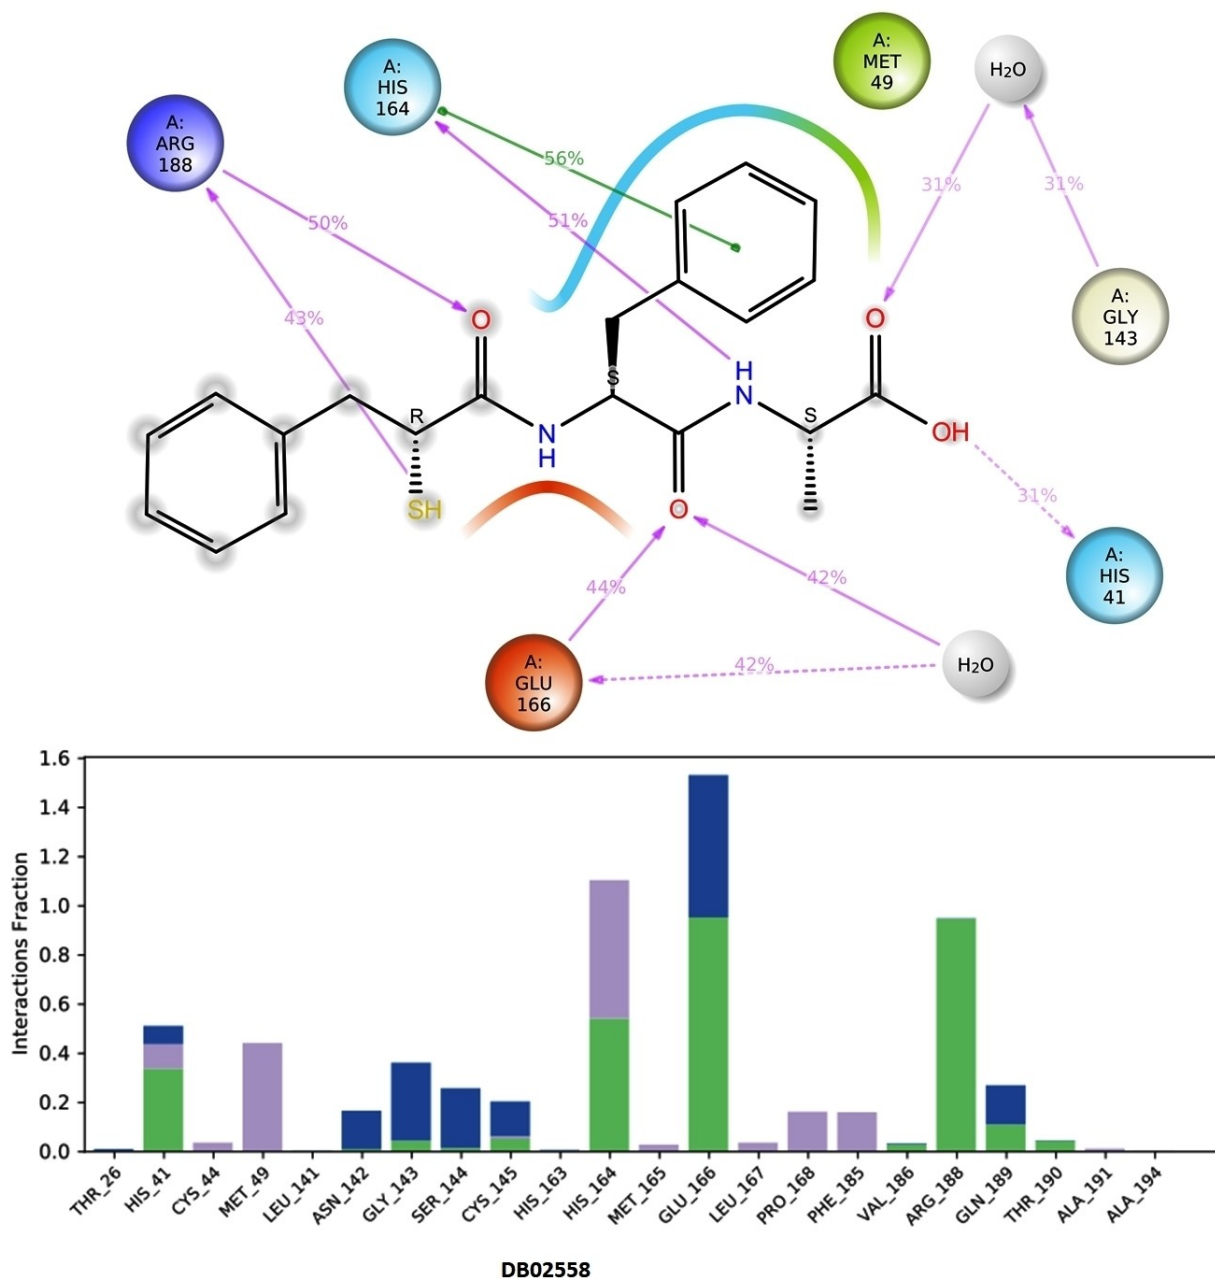 A:
HIS
164
A:
MET
49
H₂O
A:
ARG
188
56%
31%
31%
50%
51%
A:
GLY
143
43%
O
O
H
N
S
R
S
N
H
OH
SH
O
31%
A:
HIS
41
44%
42%
42%
H₂O
A:
GLU
166
1.6
1.4
1.2
1.0
0.8
0.6
0.4
0.2
0.0
Interactions Fraction
THR_26
HIS_41
CYS_44
MET_49
LEU_141
ASN_142
GLY_143
SER_144
CYS_145
HIS_163
HIS_164
MET_165
GLU_166
LEU_167
PRO_168
PHE_185
VAL_186
ARG_188
GLN_189
THR_190
ALA_191
ALA_194
DB02558